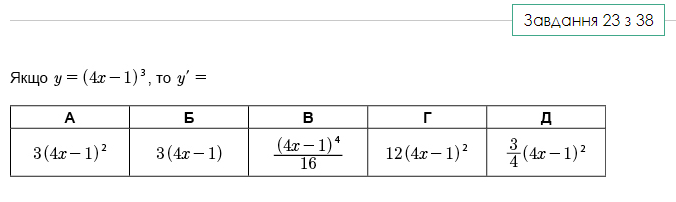 Завдання 23 з 38
Якщо y = (4x − 1)³, то y′ =
А Б В Г Д
3(4x − 1)² 3(4x − 1) (4x − 1)⁴/16 12(4x − 1)² 3/4(4x − 1)²